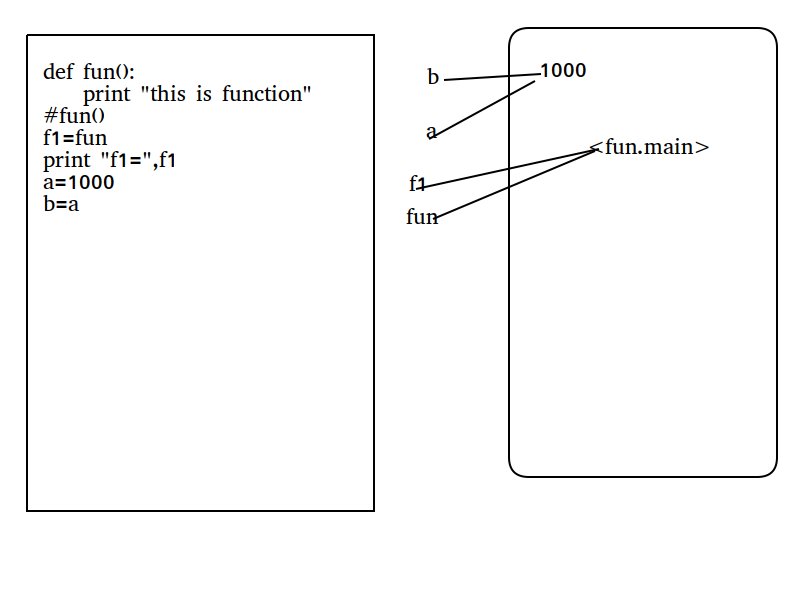 def fun():
    print "this is function"
#fun()
f1=fun
print "f1=",f1
a=1000
b=a
b
1000
a
<fun.main>
f1
fun